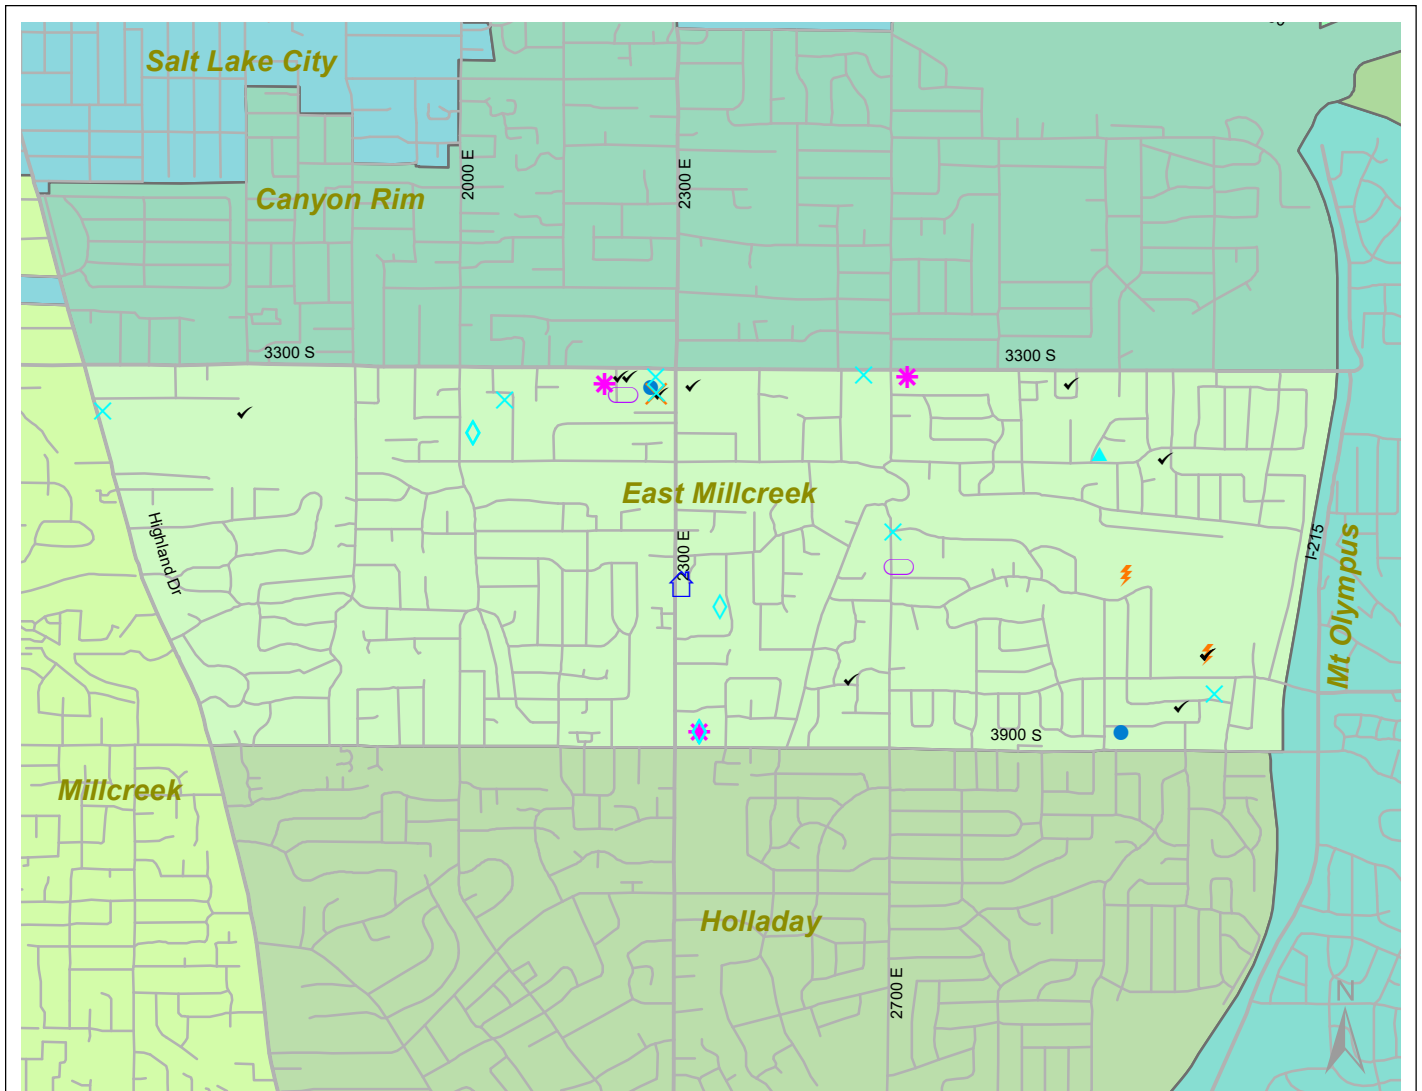 Salt Lake City
2000 E
2300 E
Canyon Rim
3300 S
3300 S
East Millcreek
Highland Dr
2300 E
I-215
Mt Olympus
3900 S
Millcreek
Holladay
2700 E
N